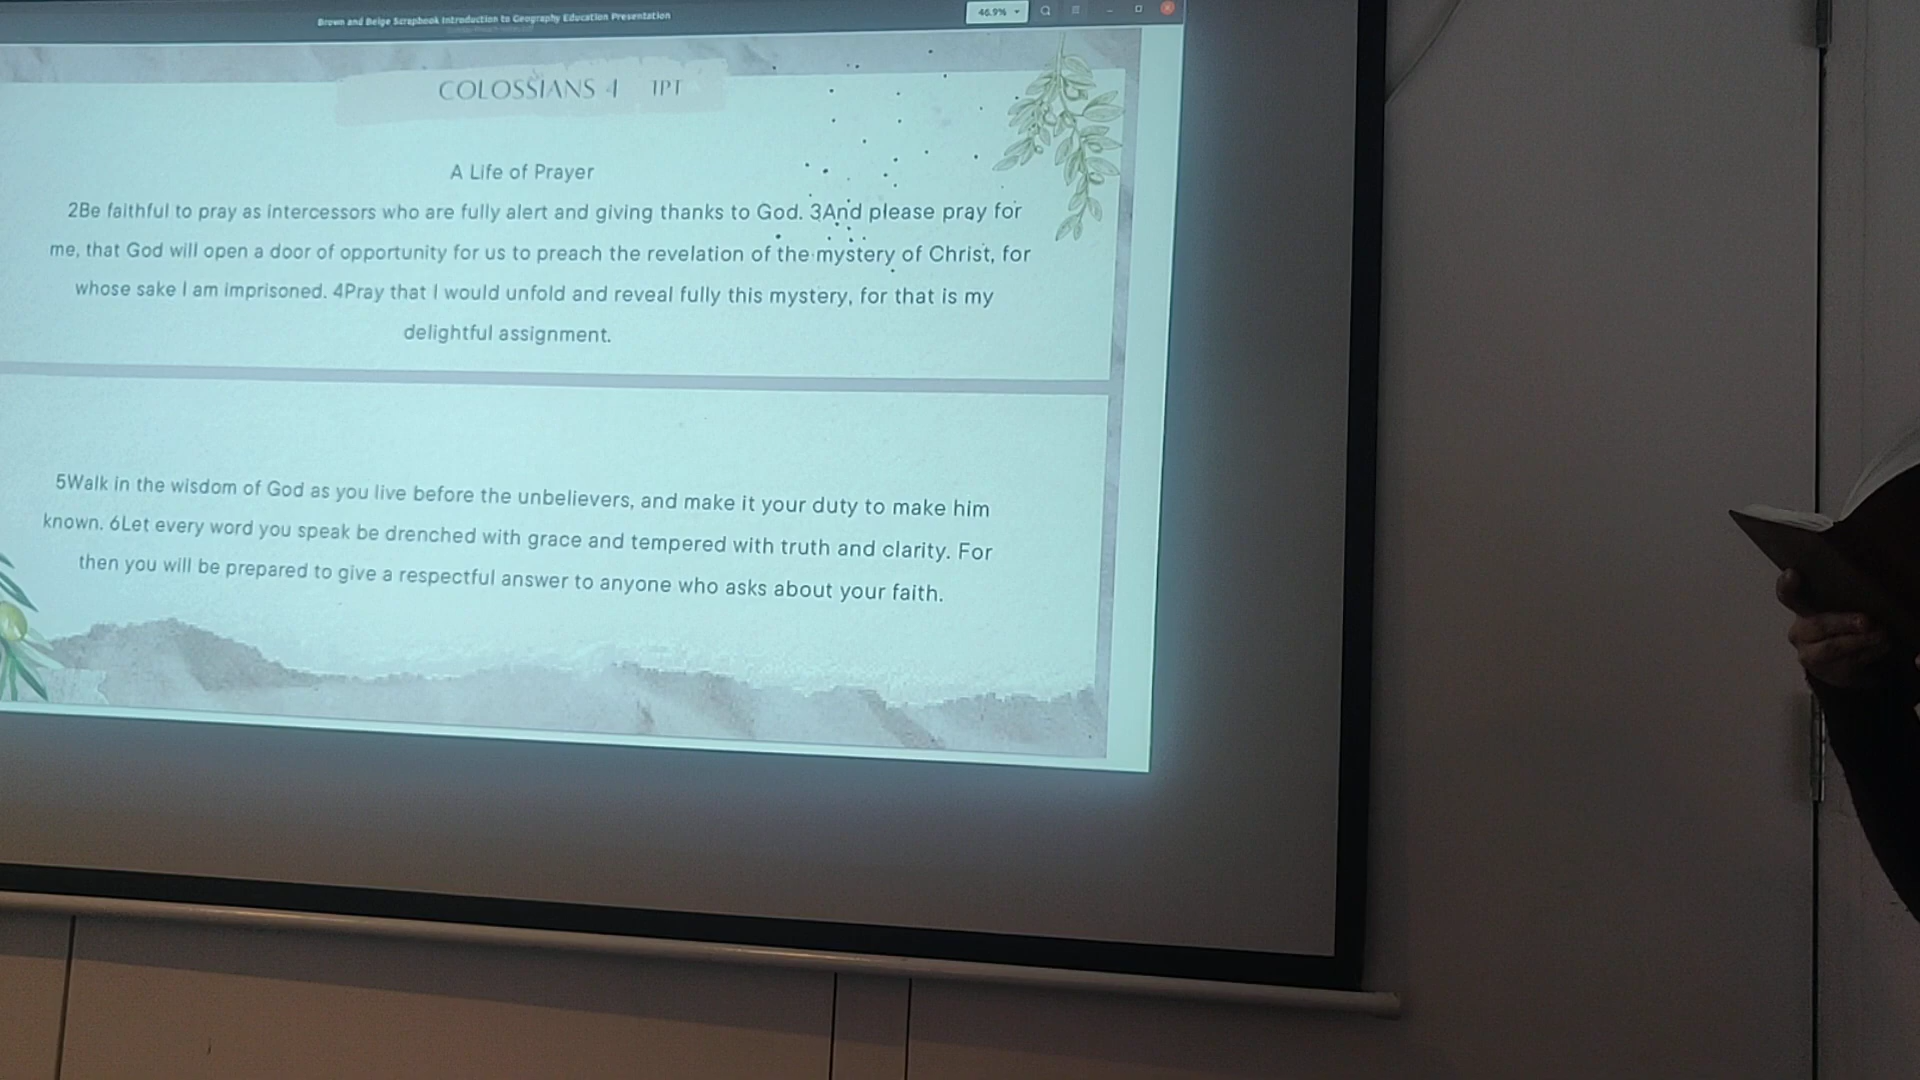 Brown and Beige Scrapbook Introduction to Geography Education Presentation
46.9%
COLOSSIANS 4 TPT
A Life of Prayer
2Be faithful to pray as intercessors who are fully alert and giving thanks to God. 3And please pray for
me, that God will open a door of opportunity for us to preach the revelation of the mystery of Christ, for
whose sake I am imprisoned. 4Pray that I would unfold and reveal fully this mystery, for that is my
delightful assignment.
5Walk in the wisdom of God as you live before the unbelievers, and make it your duty to make him
known. 6Let every word you speak be drenched with grace and tempered with truth and clarity. For
then you will be prepared to give a respectful answer to anyone who asks about your faith.